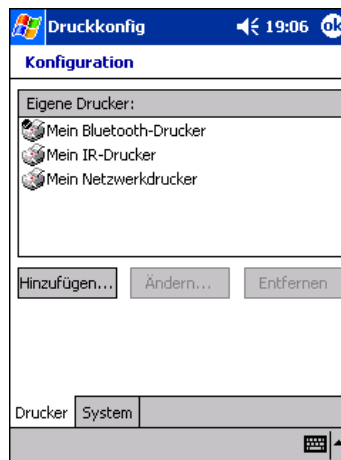 Druckkonfig 19:06 ok
Konfiguration
Eigene Drucker:
Mein Bluetooth-Drucker
Mein IR-Drucker
Mein Netzwerkdrucker
Hinzufügen... Ändern... Entfernen
Drucker System